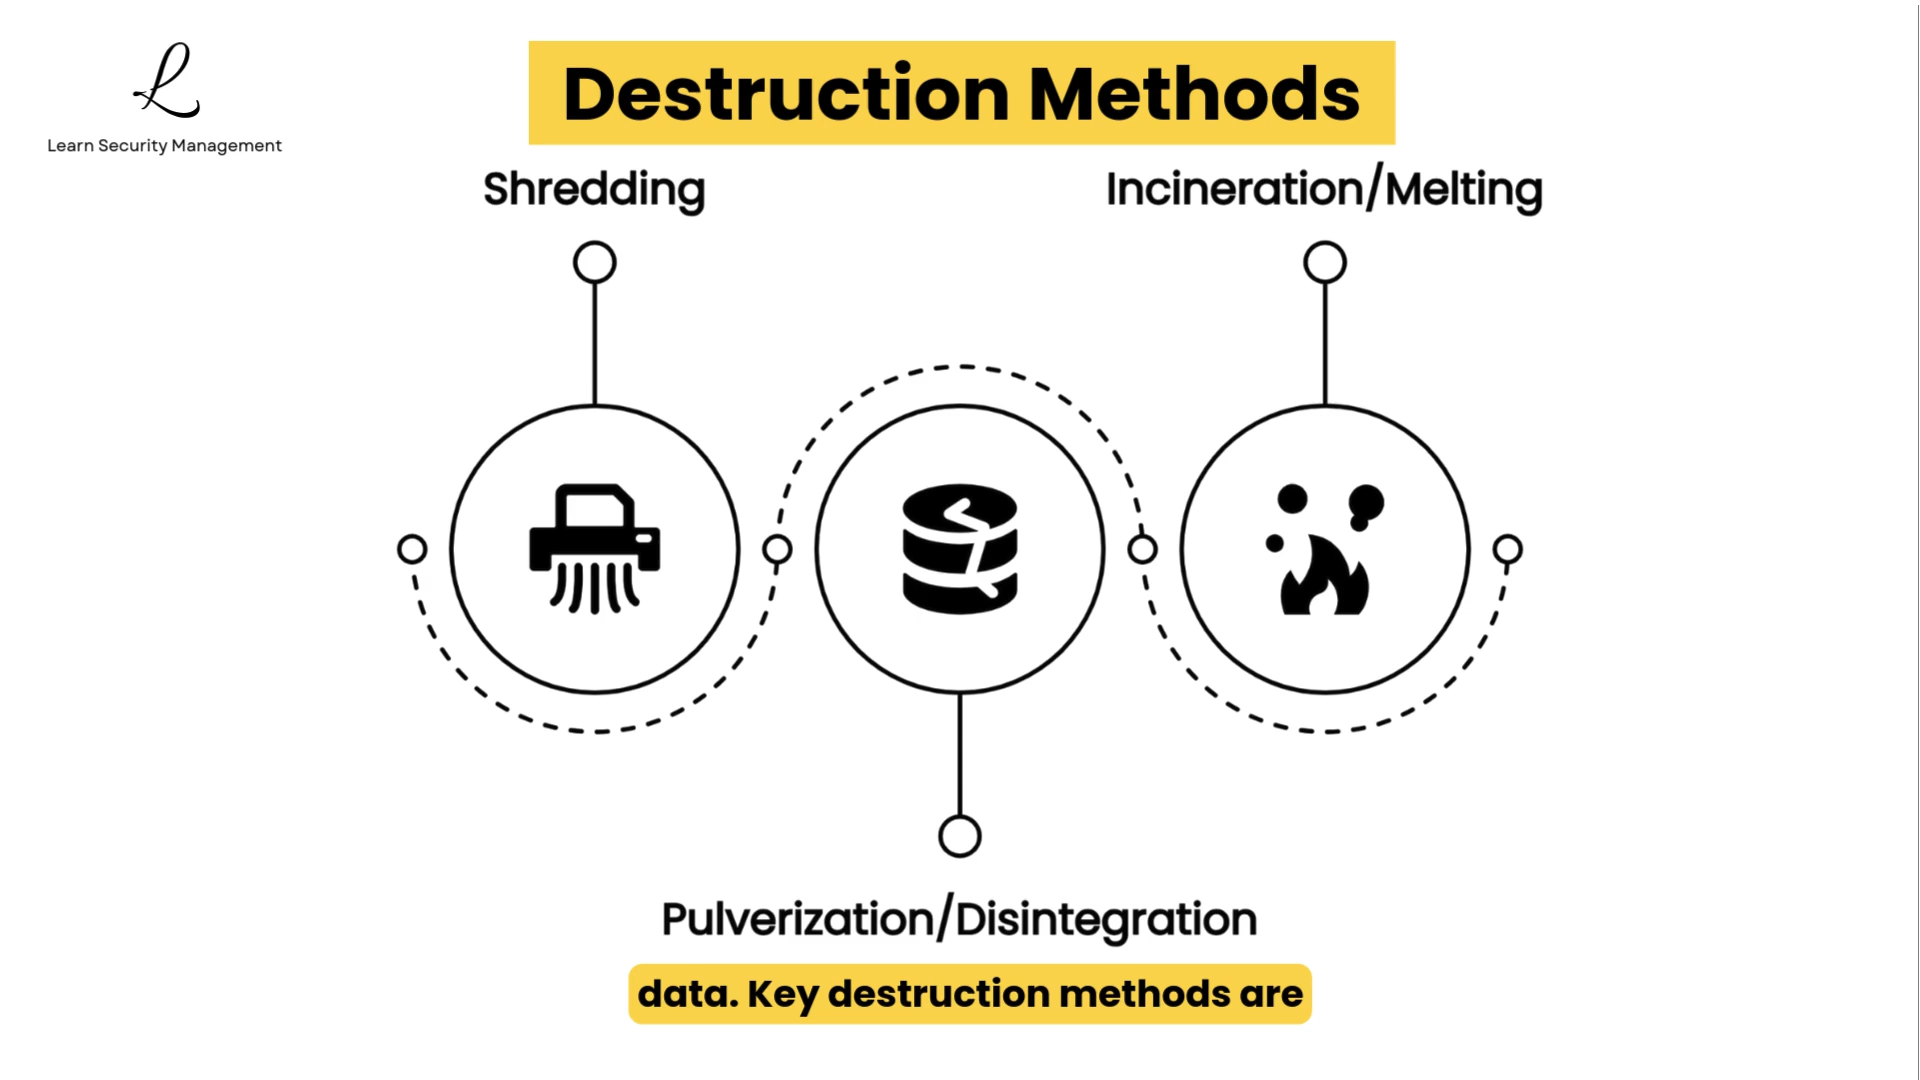 L
Learn Security Management
Destruction Methods
Shredding
Incineration/Melting
Pulverization/Disintegration
data. Key destruction methods are